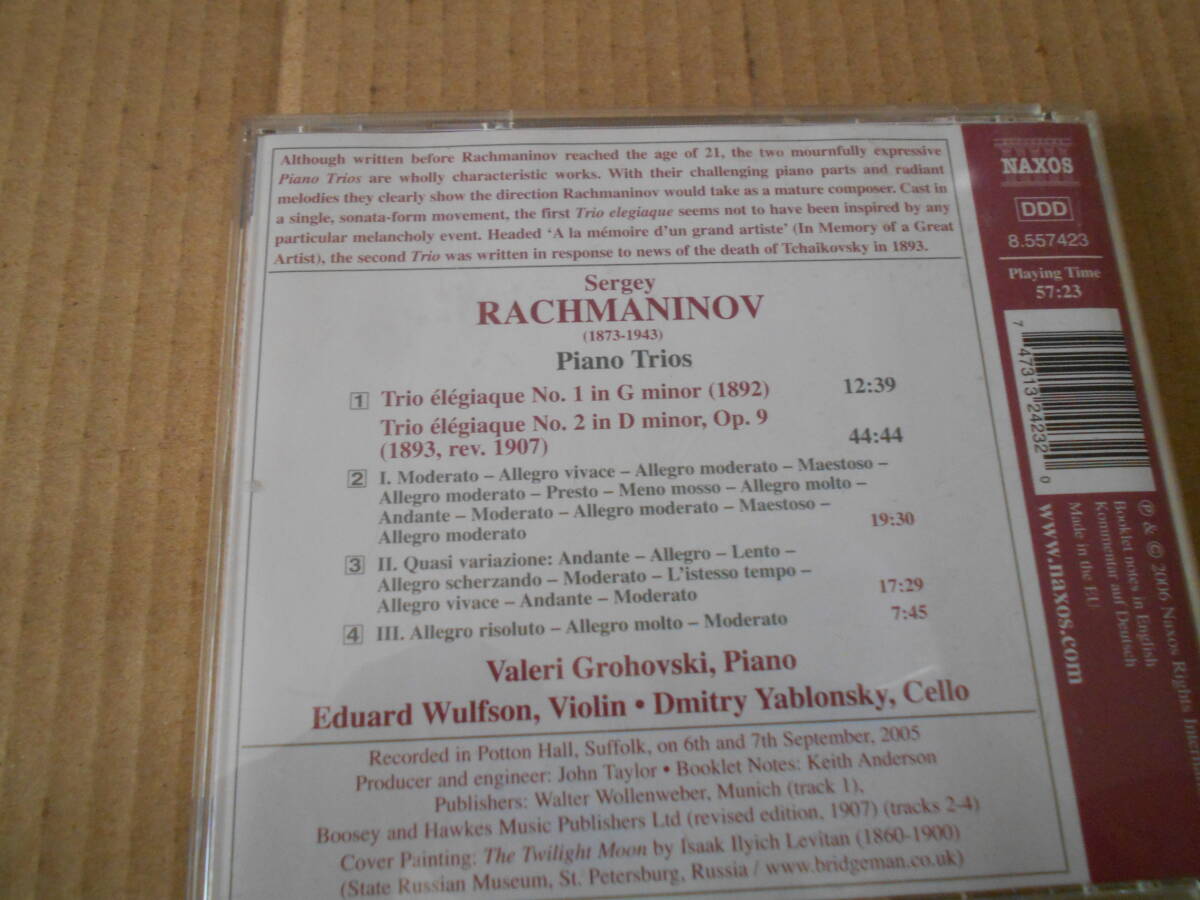 Although written before Rachmaninov reached the age of 21, the two mournfully expressive
Piano Trios are wholly characteristic works. With their challenging piano parts and radiant
melodies they clearly show the direction Rachmaninov would take as a mature composer. Cast in
a single, sonata-form movement, the first Trio elegiaque seems not to have been inspired by any
particular melancholy event. Headed 'A la mémoire d'un grand artiste' (In Memory of a Great
Artist), the second Trio was written in response to news of the death of Tchaikovsky in 1893.
Sergey
RACHMANINOV
(1873-1943)
Piano Trios
1 Trio élégiaque No. 1 in G minor (1892) 12:39
Trio élégiaque No. 2 in D minor, Op. 9
(1893, rev. 1907) 44:44
2 I. Moderato – Allegro vivace – Allegro moderato – Maestoso –
Allegro moderato – Presto – Meno mosso – Allegro molto –
Andante – Moderato – Allegro moderato – Maestoso –
Allegro moderato 19:30
3 II. Quasi variazione: Andante – Allegro – Lento –
Allegro scherzando – Moderato – L'istesso tempo –
Allegro vivace – Andante – Moderato 17:29
4 III. Allegro risoluto – Allegro molto – Moderato 7:45
Valeri Grohovski, Piano
Eduard Wulfson, Violin • Dmitry Yablonsky, Cello
Recorded in Potton Hall, Suffolk, on 6th and 7th September, 2005
Producer and engineer: John Taylor • Booklet Notes: Keith Anderson
Publishers: Walter Wollenweber, Munich (track 1),
Boosey and Hawkes Music Publishers Ltd (revised edition, 1907) (tracks 2-4)
Cover Painting: The Twilight Moon by Isaak Ilyich Levitan (1860-1900)
(State Russian Museum, St. Petersburg, Russia / www.bridgeman.co.uk)
NAXOS
DDD
8.557423
Playing Time
57:23
7 47313 24232 0
℗ & © 2006 Naxos Rights
Booklet notes in English
Kommentar auf Deutsch
Made in the EU
www.naxos.com